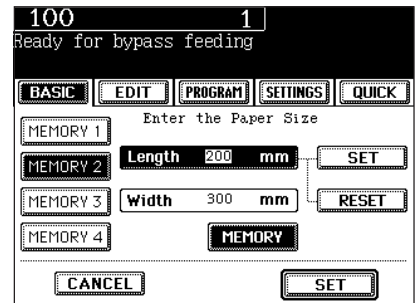 100 1
Ready for bypass feeding
BASIC EDIT PROGRAM SETTINGS QUICK
Enter the Paper Size
MEMORY 1
MEMORY 2 Length 200 mm SET
MEMORY 3 Width 300 mm RESET
MEMORY 4 MEMORY
CANCEL SET